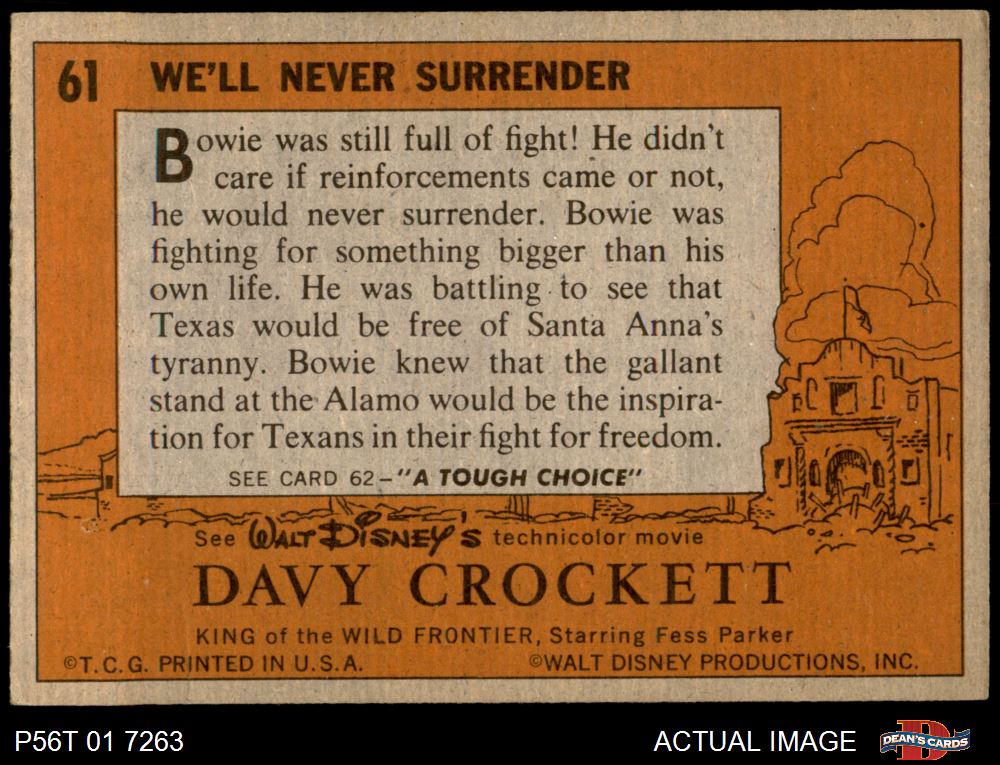 61 WE'LL NEVER SURRENDER
Bowie was still full of fight! He didn't
care if reinforcements came or not,
he would never surrender. Bowie was
fighting for something bigger than his
own life. He was battling to see that
Texas would be free of Santa Anna's
tyranny. Bowie knew that the gallant
stand at the Alamo would be the inspira-
tion for Texans in their fight for freedom.
SEE CARD 62-"A TOUGH CHOICE"
See WALT DISNEY'S technicolor movie
DAVY CROCKETT
KING of the WILD FRONTIER, Starring Fess Parker
©T.C.G. PRINTED IN U.S.A. ©WALT DISNEY PRODUCTIONS, INC.
P56T 01 7263 ACTUAL IMAGE DEAN'S CARDS